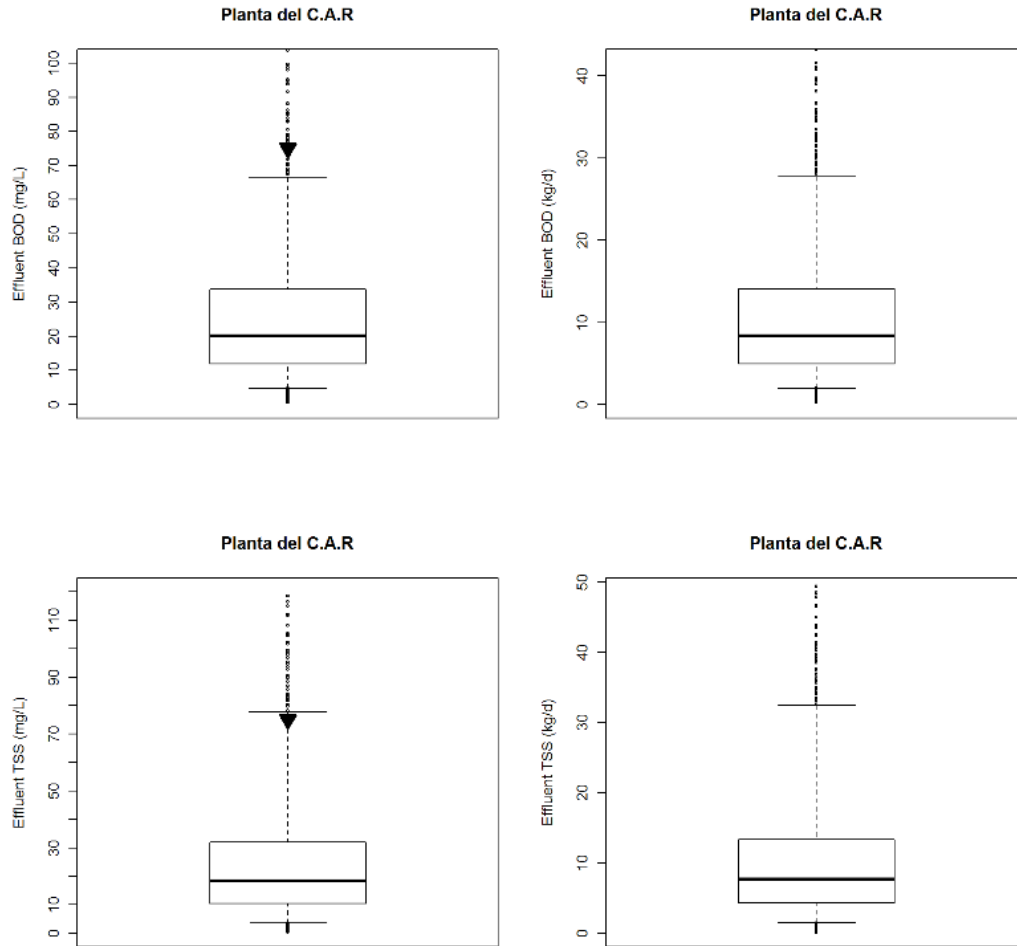 Planta del C.A.R
Effluent BOD (mg/L)
0 10 20 30 40 50 60 70 80 90 100
Planta del C.A.R
Effluent BOD (kg/d)
0 10 20 30 40
Planta del C.A.R
Effluent TSS (mg/L)
0 10 30 50 70 90 110
Planta del C.A.R
Effluent TSS (kg/d)
0 10 20 30 40 50